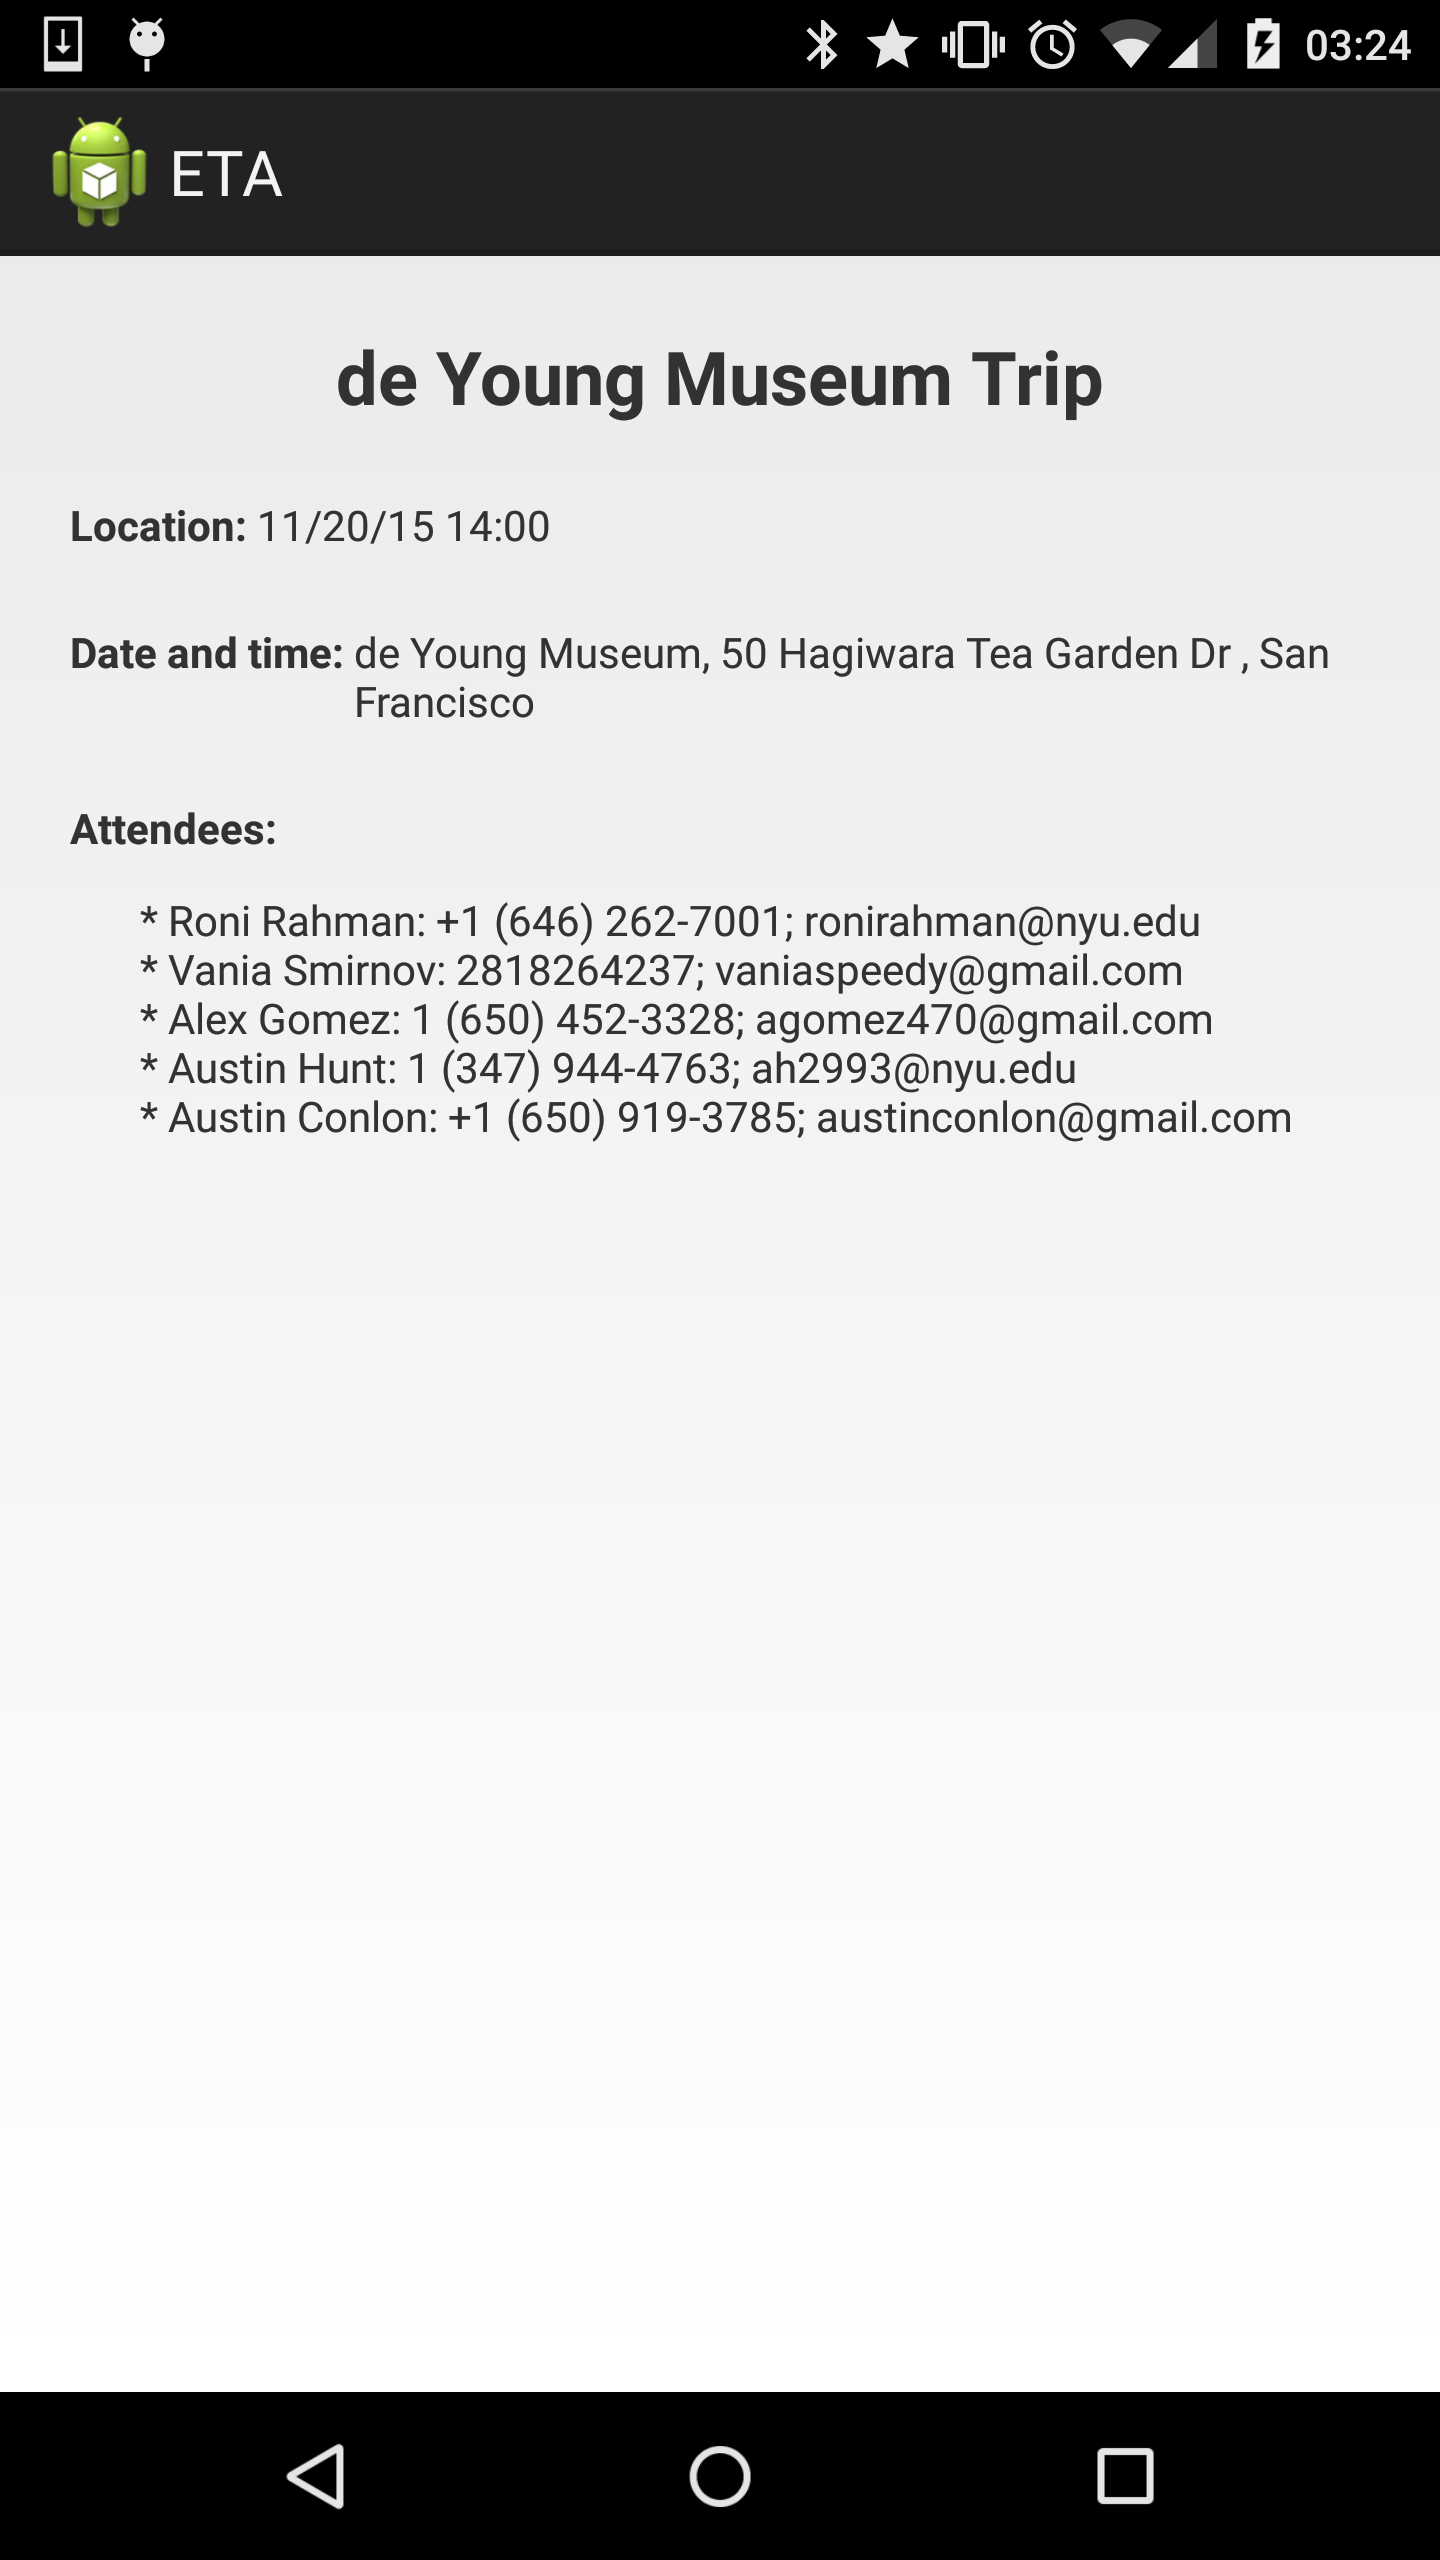 03:24
ETA
de Young Museum Trip
Location: 11/20/15 14:00
Date and time: de Young Museum, 50 Hagiwara Tea Garden Dr , San
Francisco
Attendees:
* Roni Rahman: +1 (646) 262-7001; ronirahman@nyu.edu
* Vania Smirnov: 2818264237; vaniaspeedy@gmail.com
* Alex Gomez: 1 (650) 452-3328; agomez470@gmail.com
* Austin Hunt: 1 (347) 944-4763; ah2993@nyu.edu
* Austin Conlon: +1 (650) 919-3785; austinconlon@gmail.com